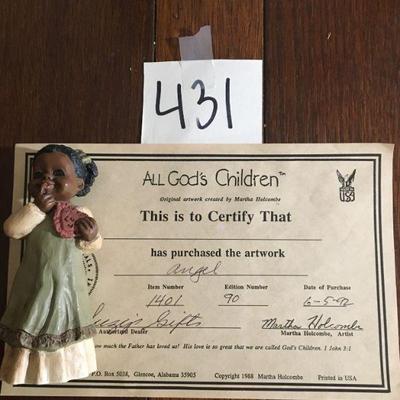 431
ALL God's Children™
Original artwork created by Martha Holcombe
USA
This is to Certify That
has purchased the artwork
angel
Item Number Edition Number Date of Purchase
1401 90 6-5-92
Gifts Martha Holcombe
Authorized Dealer Martha Holcombe, Artist
how much the Father has loved us! His love is so great that we are called God's Children. 1 John 3:1
P.O. Box 5038, Glencoe, Alabama 35905 Copyright 1988 Martha Holcombe Printed in USA